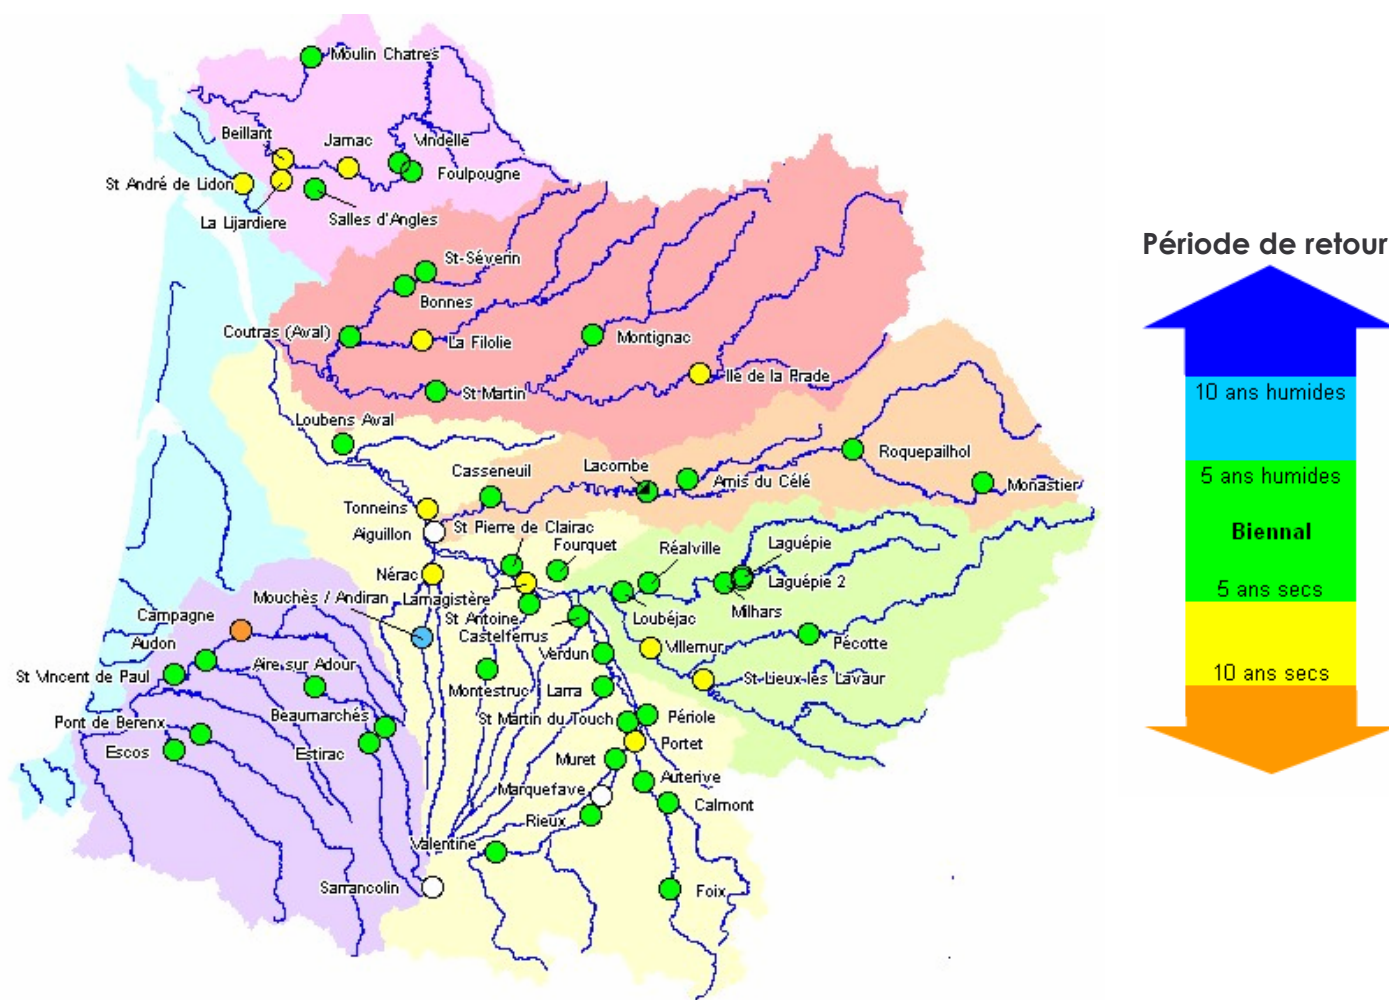 Moulin Chatres
Beillant
Jarnac
Vindelle
Foulpougne
St André de Lidon
La Lijardiere
Salles d'Angles
Période de retour
St-Séverin
Bonnes
Coutras (Aval)
La Filolie
Montignac
Ille de la Prade
St Martin
10 ans humides
Loubens Aval
Casseneuil
Lacombe
Amis du Célé
Roquepailhol
Monastier
5 ans humides
Tonneins
Aiguillon
St Pierre de Clairac
Fourquet
Réalville
Laguépie
Laguépie 2
Biennal
Nérac
Lamagistère
Mouchès / Andiran
St Antoine
Castelferrus
Loubéjac
Milhars
5 ans secs
Campagne
Audon
Aire sur Adour
St Vincent de Paul
Verdun
Villemur
Pécotte
Montestruc
Larra
St Lieux lès Lavaur
10 ans secs
Pont de Berenx
Beaumarchés
St Martin du Touch
Périole
Escos
Estirac
Portet
Muret
Auterive
Marquefave
Calmont
Rieux
Valentine
Sarrancolin
Foix